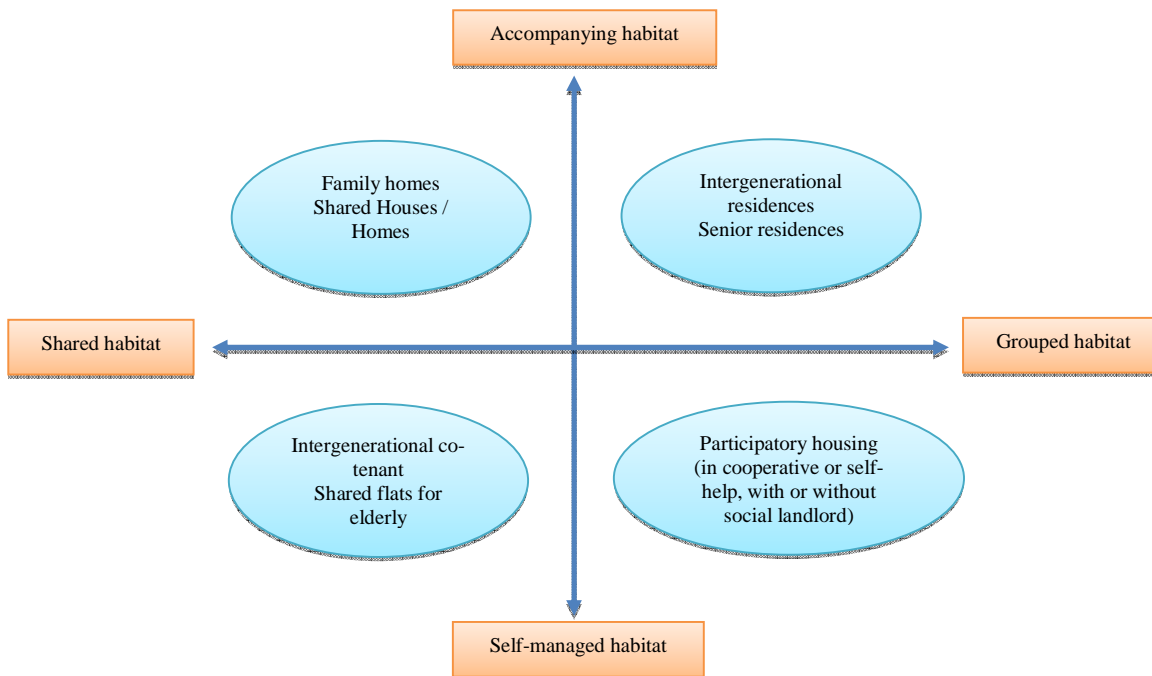 Accompanying habitat
Family homes
Shared Houses /
Homes
Intergenerational
residences
Senior residences
Shared habitat
Grouped habitat
Intergenerational co-
tenant
Shared flats for
elderly
Participatory housing
(in cooperative or self-
help, with or without
social landlord)
Self-managed habitat